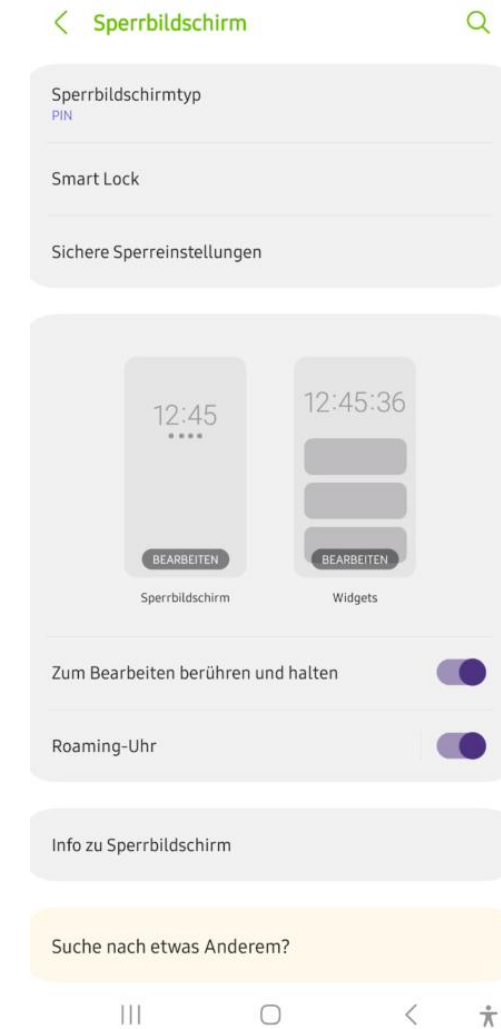 Sperrbildschirm
Sperrbildschirmtyp
PIN
Smart Lock
Sichere Sperreinstellungen
12:45
12:45:36
BEARBEITEN
BEARBEITEN
Sperrbildschirm
Widgets
Zum Bearbeiten berühren und halten
Roaming-Uhr
Info zu Sperrbildschirm
Suche nach etwas Anderem?